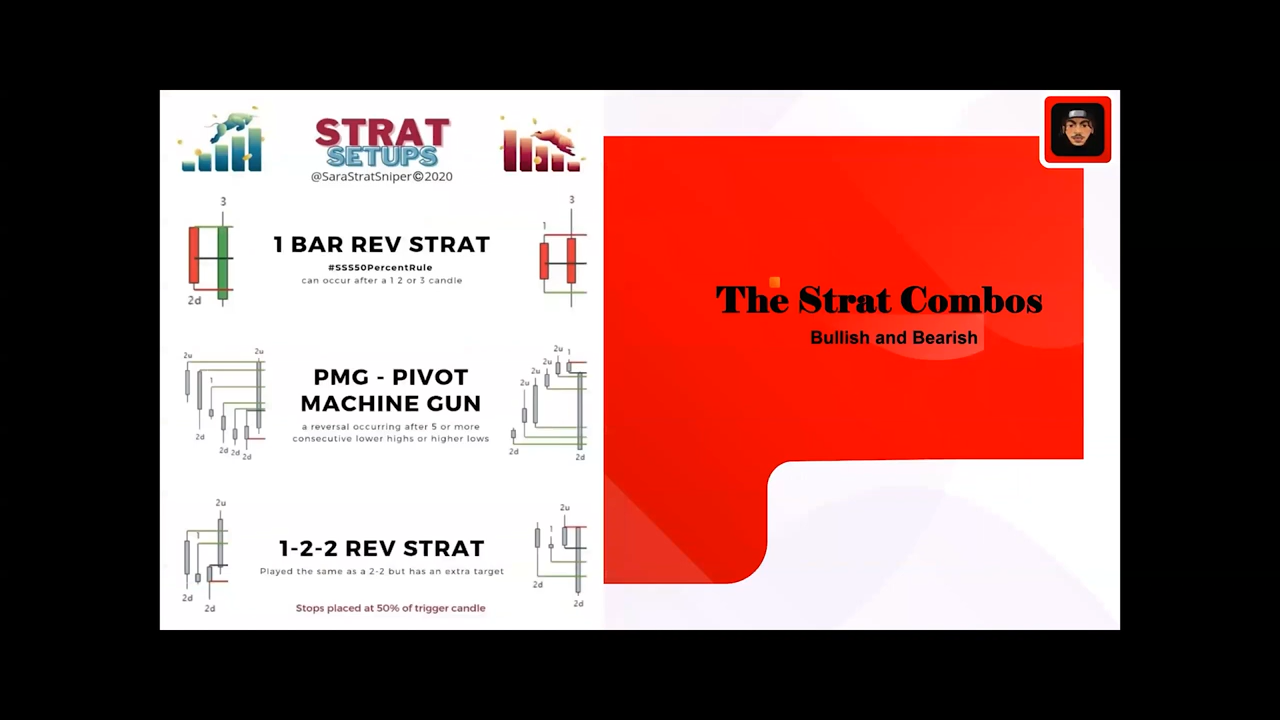 STRAT
SETUPS
@SaraStratSniper©2020
3
2d
1 BAR REV STRAT
#SSS50PercentRule
can occur after a 1 2 or 3 candle
3
1
2u
2u
1
2d
2d
2d
2d
PMG - PIVOT
MACHINE GUN
a reversal occurring after 5 or more
consecutive lower highs or higher lows
2u
1
2u
2u
2u
2d
2d
2u
1
2d
2d
1-2-2 REV STRAT
Played the same as a 2-2 but has an extra target
2u
1
2d
2d
Stops placed at 50% of trigger candle
The Strat Combos
Bullish and Bearish